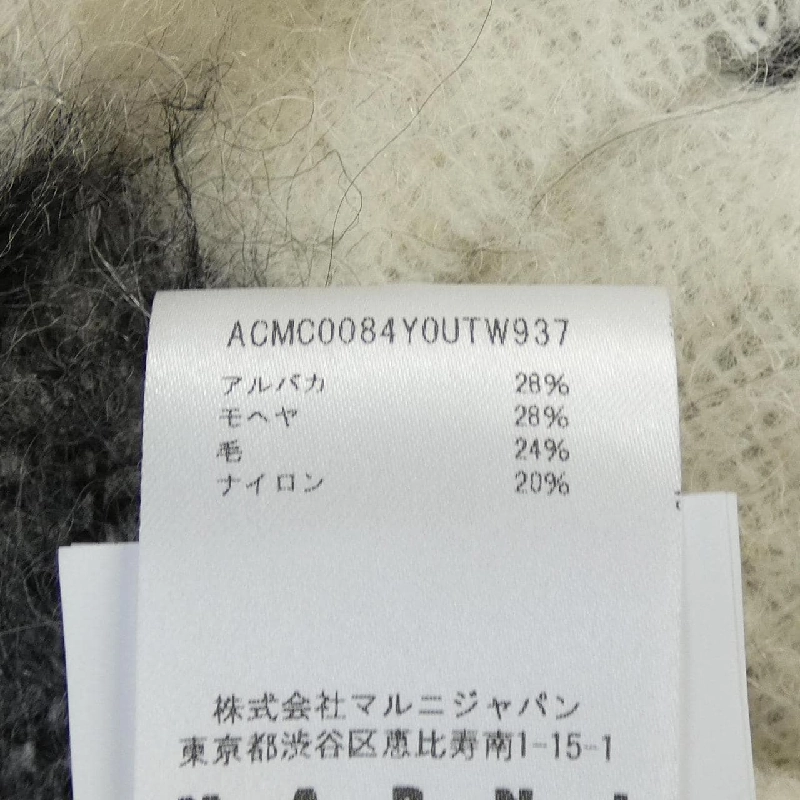 ACMC0084Y0UTW937
アルパカ 28%
モヘヤ 28%
毛 24%
ナイロン 20%
株式会社マルニジャパン
東京都渋谷区恵比寿南1-15-1